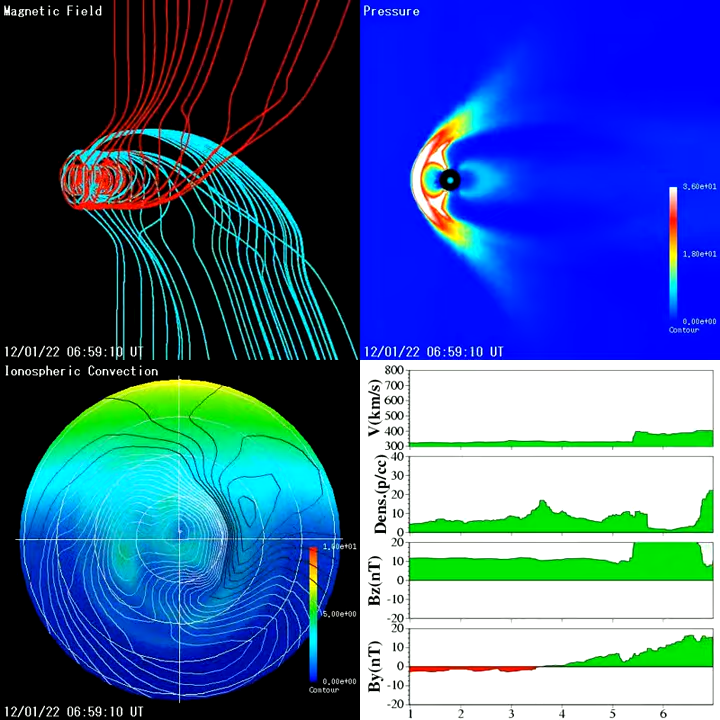 Magnetic Field
12/01/22 06:59:10 UT
Pressure
3.60e+01
1.80e+01
0.00e+00
Contour
12/01/22 06:59:10 UT
Ionospheric Convection
1.00e+01
5.00e+00
0.00e+00
Contour
12/01/22 06:59:10 UT
V(km/s)
800
700
600
500
400
300
Dens.(p/cc)
40
30
20
10
0
Bz(nT)
20
10
0
-10
-20
By(nT)
20
10
0
-10
-20
1 2 3 4 5 6